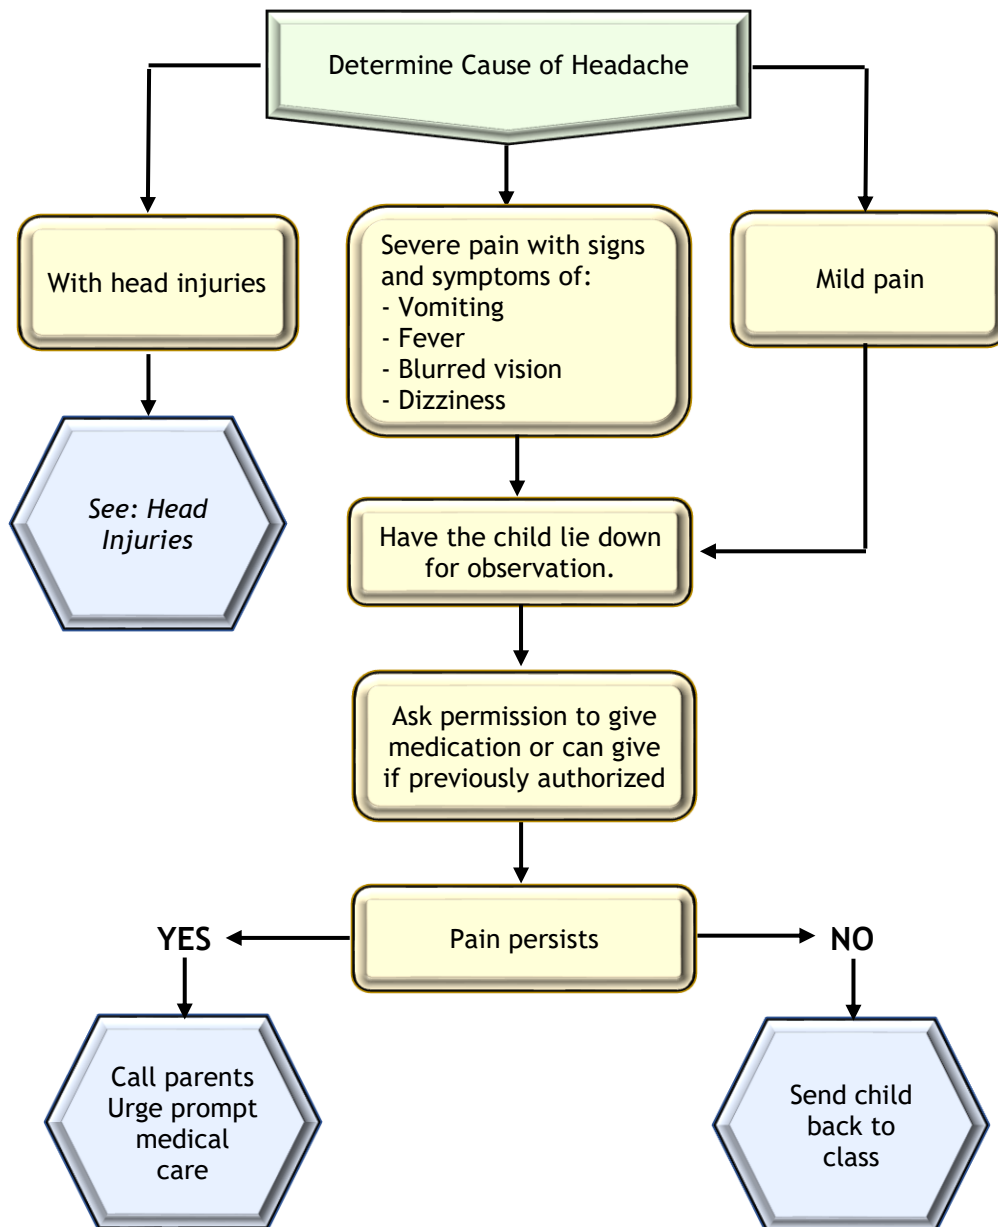 Determine Cause of Headache
With head injuries
Severe pain with signs
and symptoms of:
- Vomiting
- Fever
- Blurred vision
- Dizziness
Mild pain
See: Head
Injuries
Have the child lie down
for observation.
Ask permission to give
medication or can give
if previously authorized
Pain persists
YES
NO
Call parents
Urge prompt
medical
care
Send child
back to
class